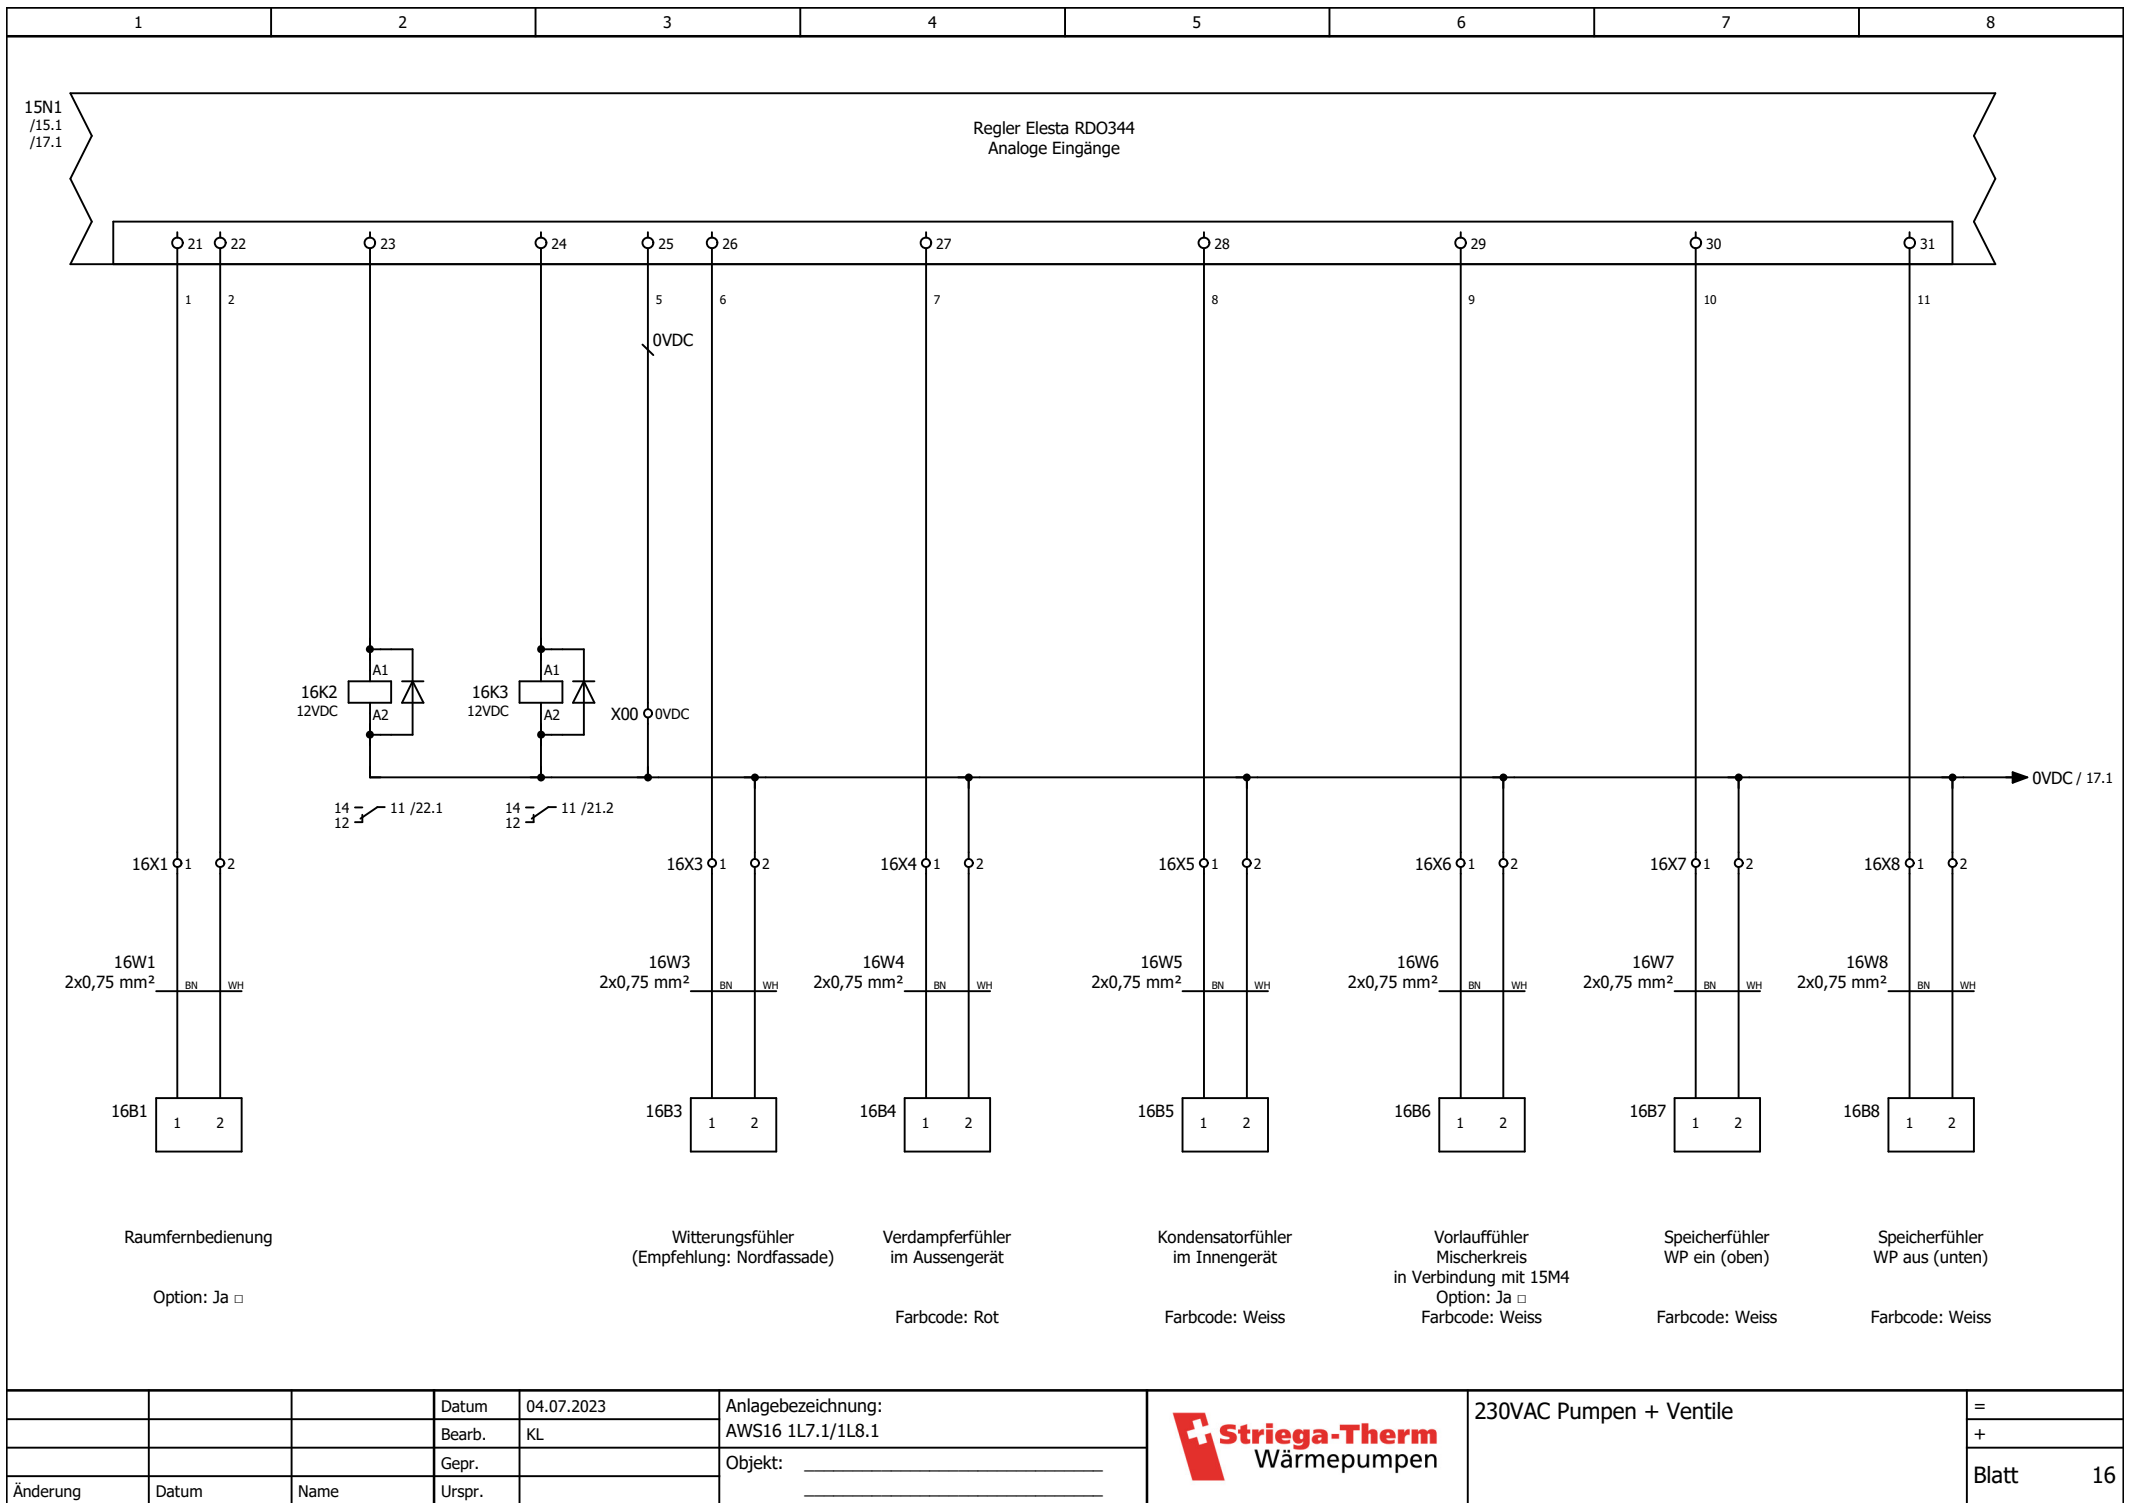 1 2 3 4 5 6 7 8
15N1
/15.1
/17.1
Regler Elesta RDO344
Analoge Eingänge
21 22 23 24 25 26 27 28 29 30 31
1 2 5 6 7 8 9 10 11
0VDC
A1 A1
16K2 16K3
12VDC 12VDC
A2 A2
X00 0VDC
0VDC / 17.1
14 11 /22.1 14 11 /21.2
12 12
16X1 1 2 16X3 1 2 16X4 1 2 16X5 1 2 16X6 1 2 16X7 1 2 16X8 1 2
16W1 16W3 16W4 16W5 16W6 16W7 16W8
2x0,75 mm² 2x0,75 mm² 2x0,75 mm² 2x0,75 mm² 2x0,75 mm² 2x0,75 mm² 2x0,75 mm²
BN WH BN WH BN WH BN WH BN WH BN WH BN WH
16B1 16B3 16B4 16B5 16B6 16B7 16B8
1 2 1 2 1 2 1 2 1 2 1 2 1 2
Raumfernbedienung
Option: Ja □
Witterungsfühler
(Empfehlung: Nordfassade)
Verdampferfühler
im Aussengerät
Farbcode: Rot
Kondensatorfühler
im Innengerät
Farbcode: Weiss
Vorlauffühler
Mischerkreis
in Verbindung mit 15M4
Option: Ja □
Farbcode: Weiss
Speicherfühler
WP ein (oben)
Farbcode: Weiss
Speicherfühler
WP aus (unten)
Farbcode: Weiss
Datum 04.07.2023
Bearb. KL
Gepr.
Änderung Datum Name Urspr.
Anlagebezeichnung:
AWS16 1L7.1/1L8.1
Objekt:
Striega-Therm
Wärmepumpen
230VAC Pumpen + Ventile
=
+
Blatt 16